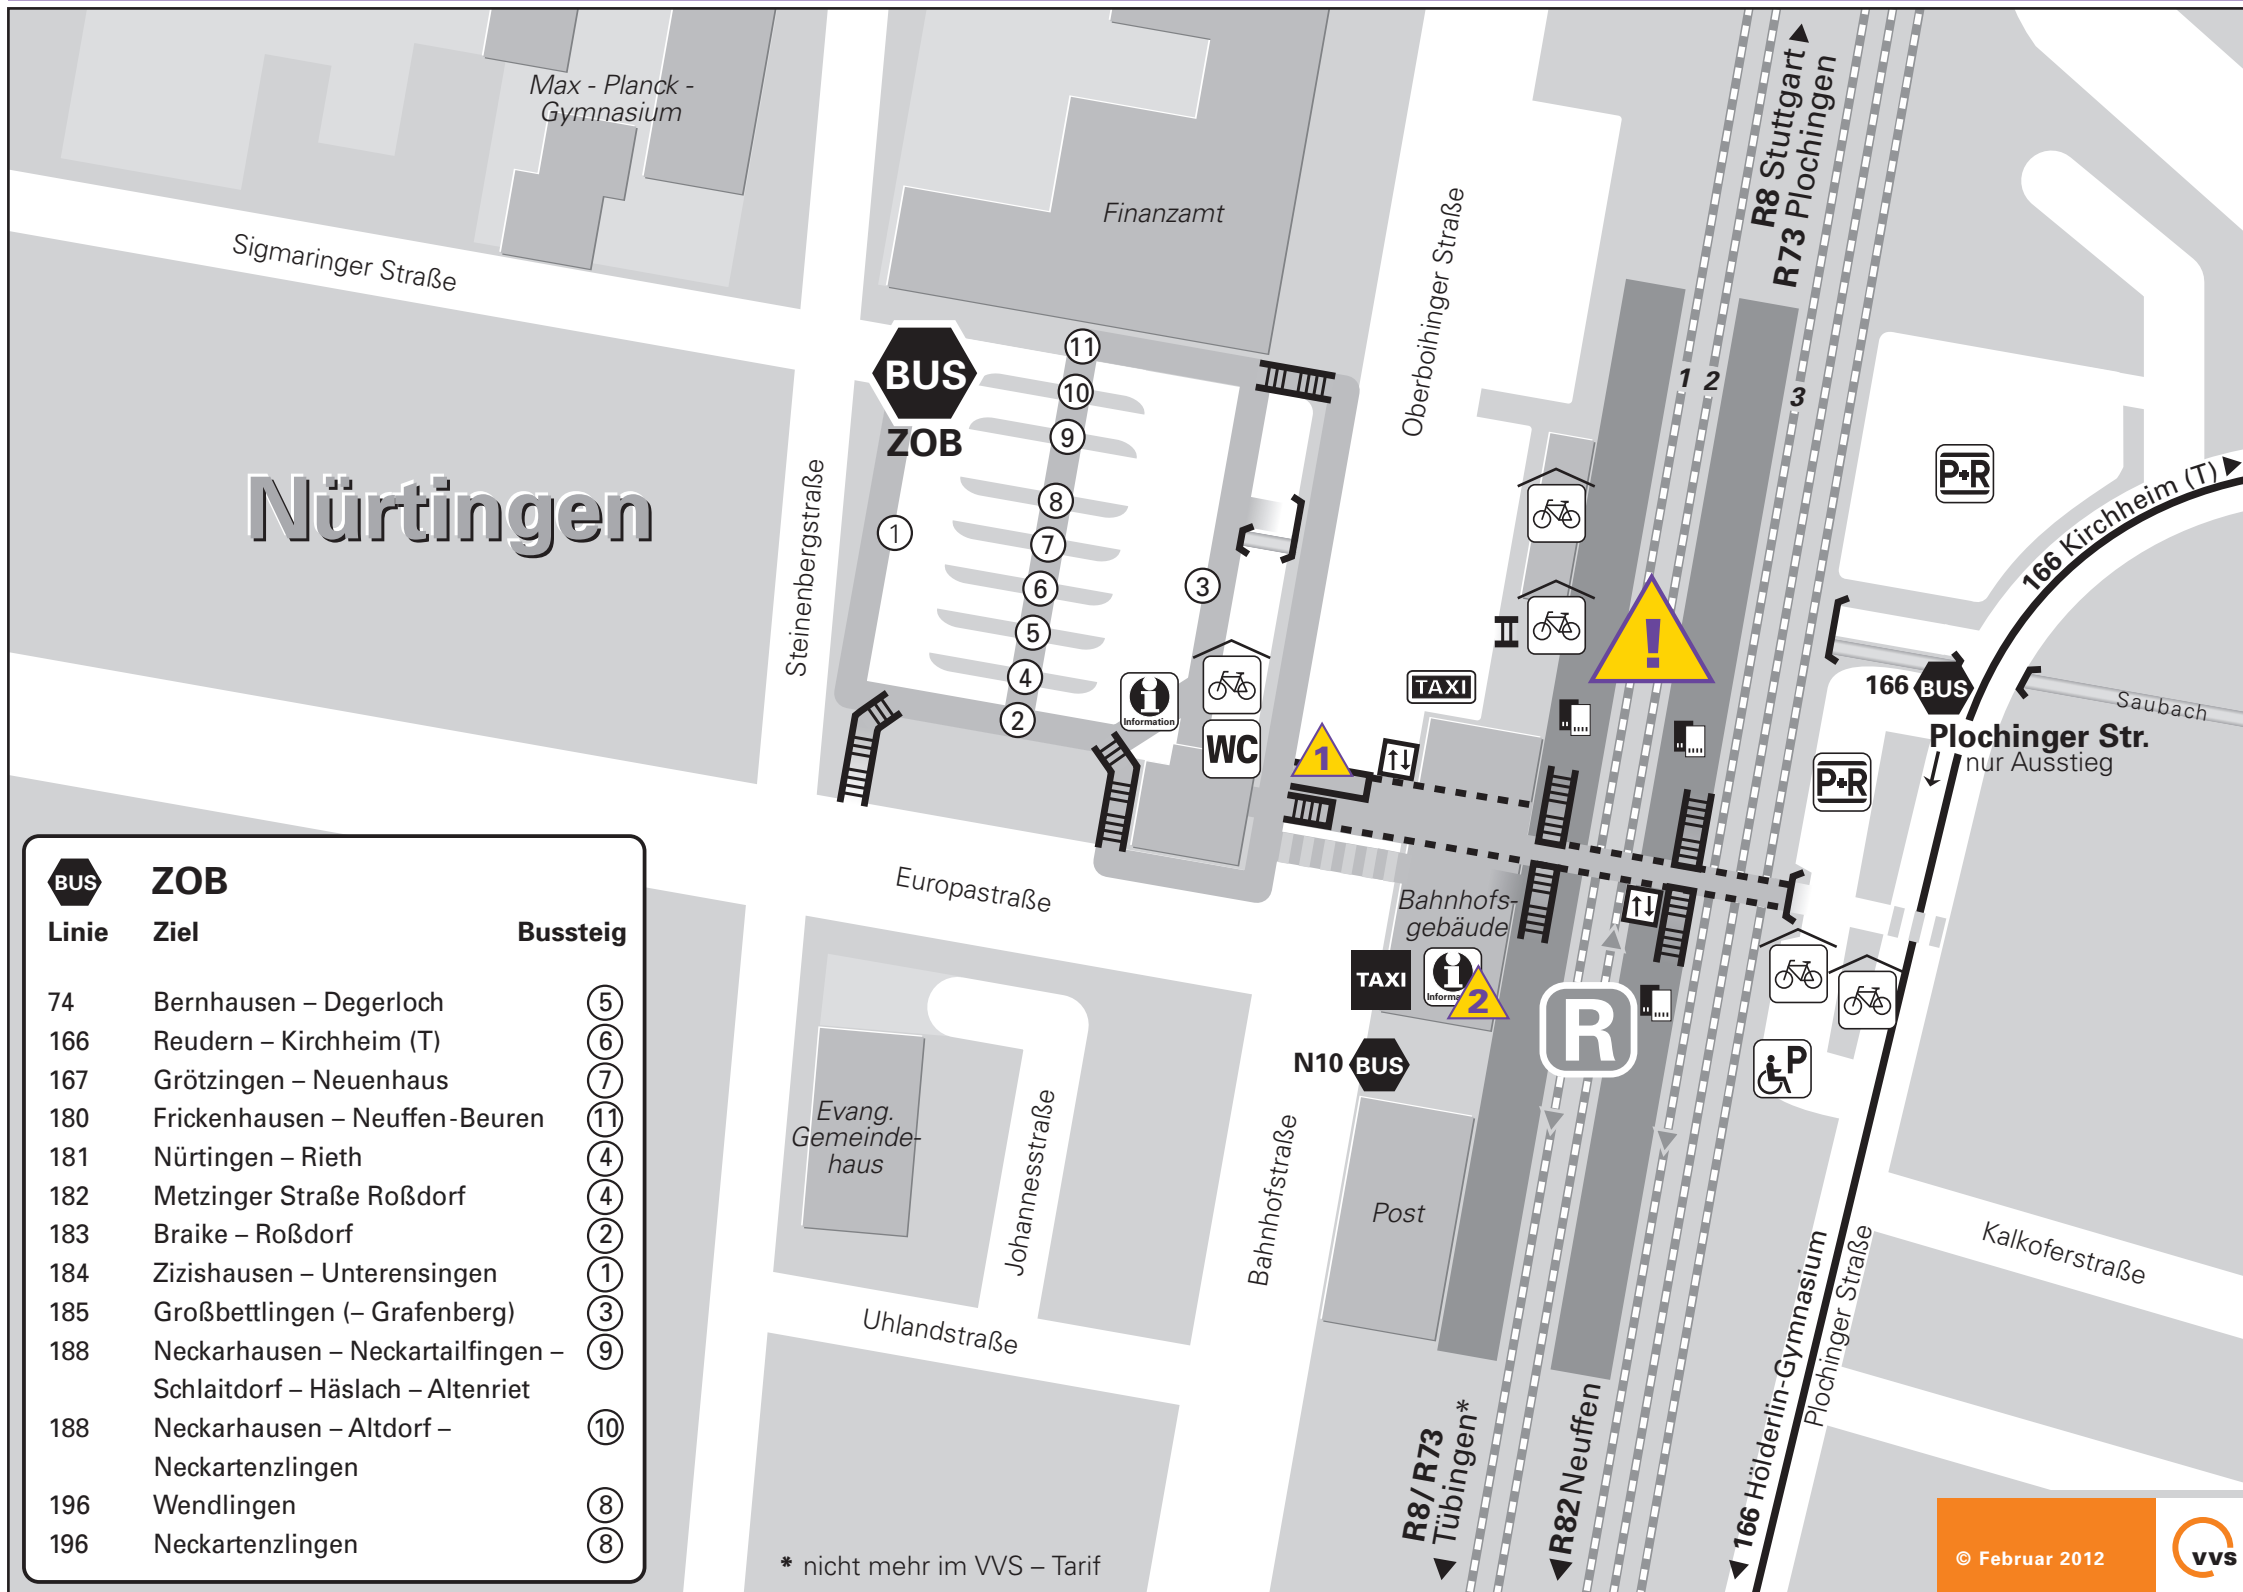 Max - Planck -
Gymnasium
Finanzamt
Sigmaringer Straße
Oberboihinger Straße
R8 Stuttgart
R73 Plochingen
BUS
ZOB
11
10
9
8
7
6
5
4
2
1
3
Nürtingen
Steinenbergstraße
1 2
3
P+R
166 Kirchheim (T)
!
i
Information
WC
TAXI
1
166 BUS
Saubach
Plochinger Str.
nur Ausstieg
P+R
Europastraße
Bahnhofs-
gebäude
TAXI
i
Informa
2
R
N10 BUS
P
Evang.
Gemeinde-
haus
Johannesstraße
Bahnhofstraße
Post
Uhlandstraße
Kalkoferstraße
Plochinger Straße
166 Hölderlin-Gymnasium
R8/R73
Tübingen*
R82 Neuffen
BUS ZOB
Linie Ziel Bussteig
74 Bernhausen – Degerloch 5
166 Reudern – Kirchheim (T) 6
167 Grötzingen – Neuenhaus 7
180 Frickenhausen – Neuffen-Beuren 11
181 Nürtingen – Rieth 4
182 Metzinger Straße Roßdorf 4
183 Braike – Roßdorf 2
184 Zizishausen – Unterensingen 1
185 Großbettlingen (– Grafenberg) 3
188 Neckarhausen – Neckartailfingen – 9
Schlaitdorf – Häslach – Altenriet
188 Neckarhausen – Altdorf – 10
Neckartenzlingen
196 Wendlingen 8
196 Neckartenzlingen 8
* nicht mehr im VVS – Tarif
© Februar 2012
vvs